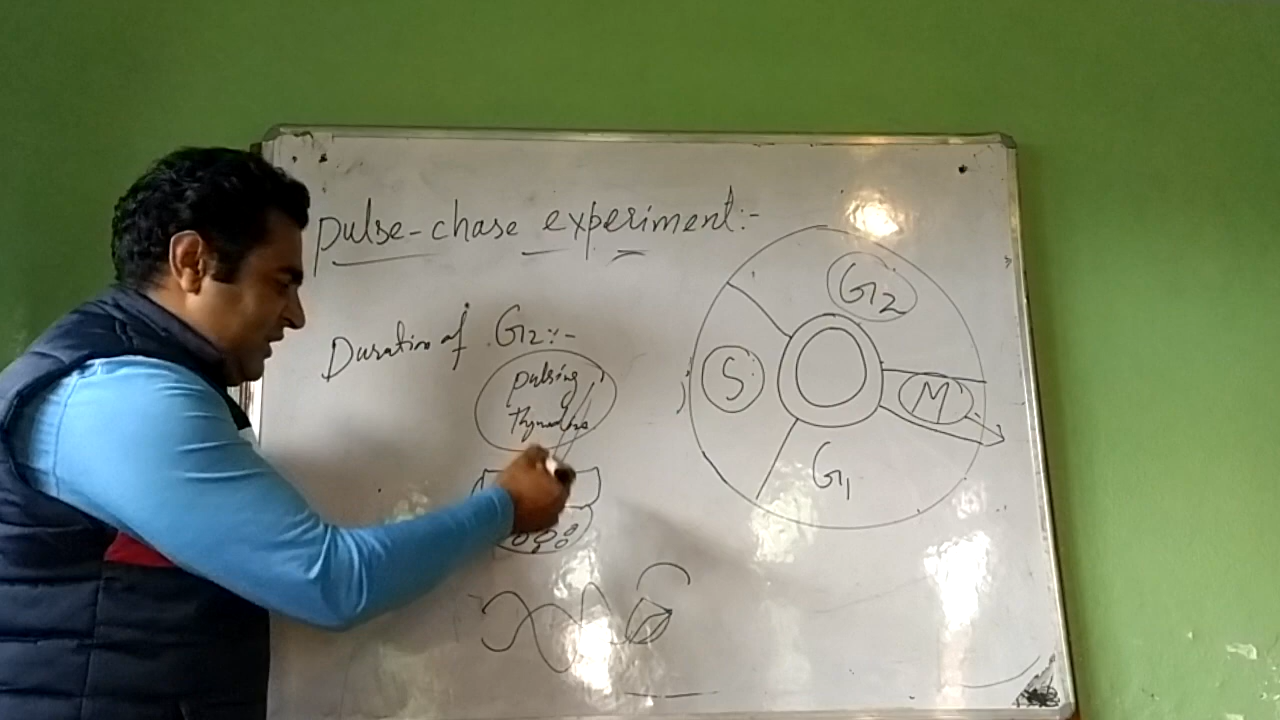 Pulse-chase experiment:-
Duration of G2:-
Pulsing
G2
S
M
G1